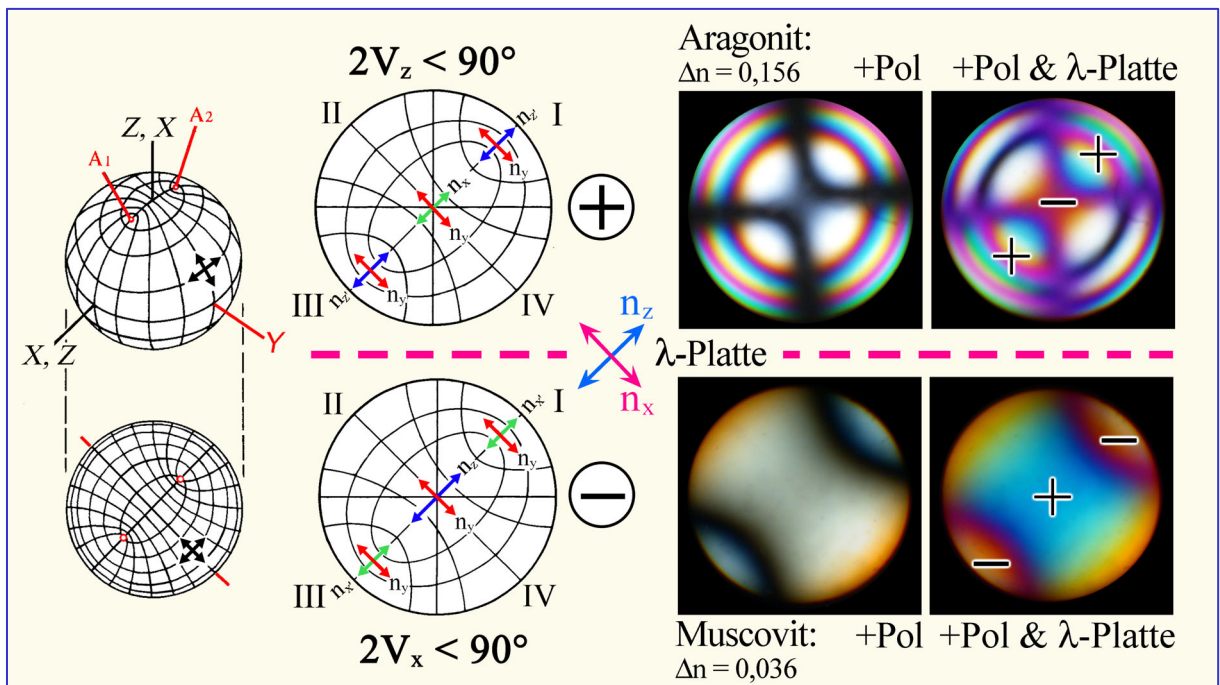 A₁
A₂
Z, X
X, Z
Y
2V_z < 90°
II
I
n_z'
n_y
n_x
n_y
III
n_z'
n_y
IV
+
n_z
λ-Platte
n_x
II
I
n_x'
n_y
n_z
n_y
III
n_x'
n_y
IV
−
2V_x < 90°
Aragonit:
Δn = 0,156
+Pol
+Pol & λ-Platte
+
−
+
−
+
−
Muscovit:
Δn = 0,036
+Pol
+Pol & λ-Platte